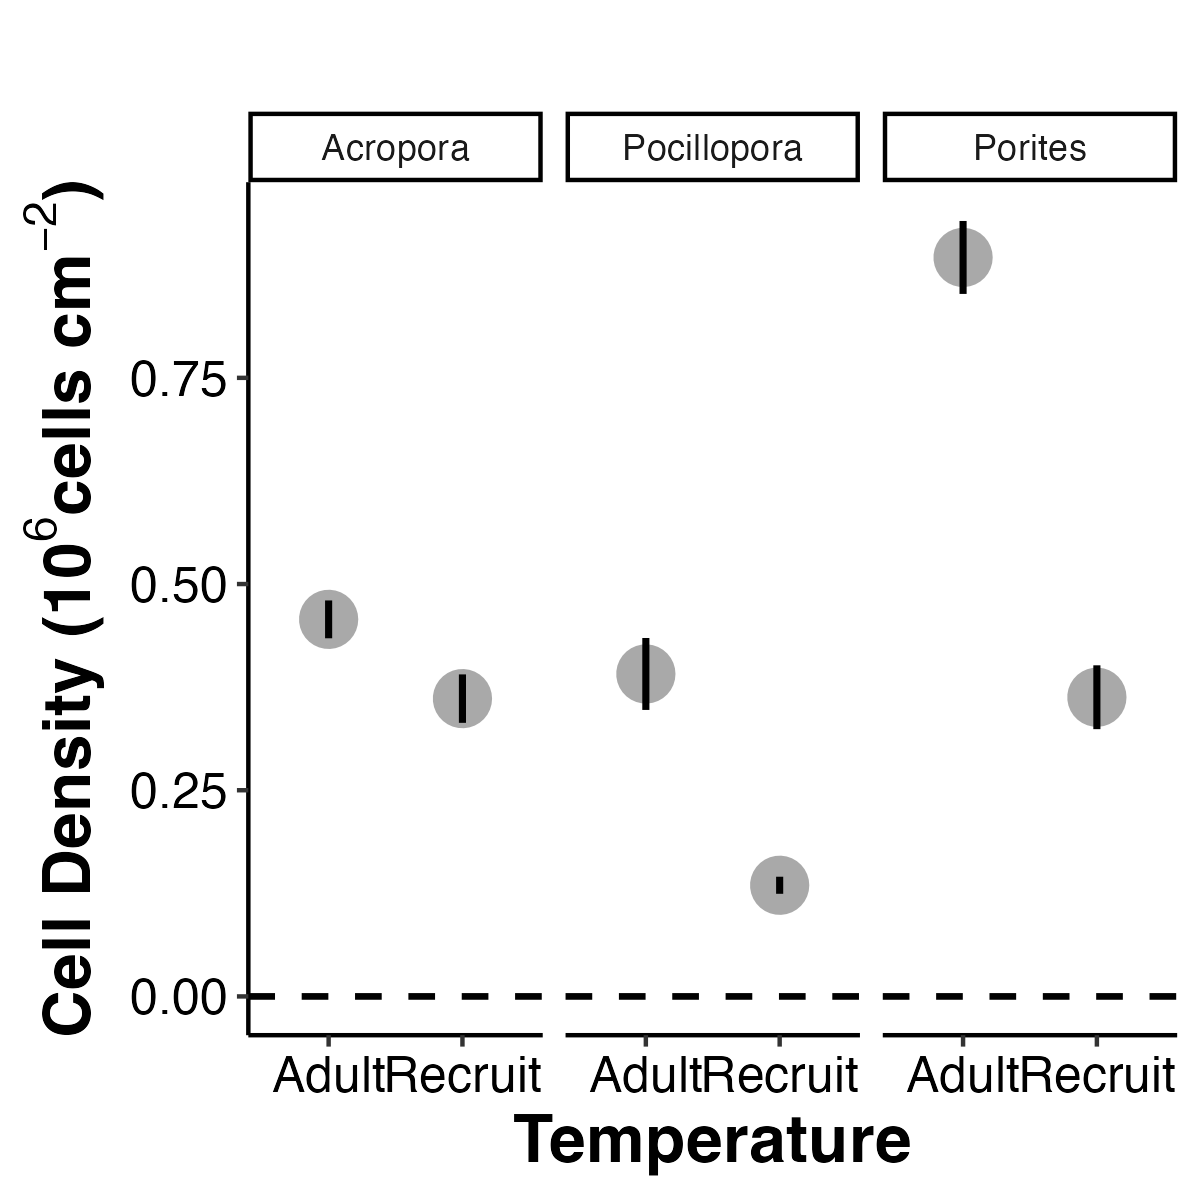 Acropora
Pocillopora
Porites
Cell Density (10⁶cells cm⁻²)
0.75
0.50
0.25
0.00
AdultRecruit
AdultRecruit
AdultRecruit
Temperature